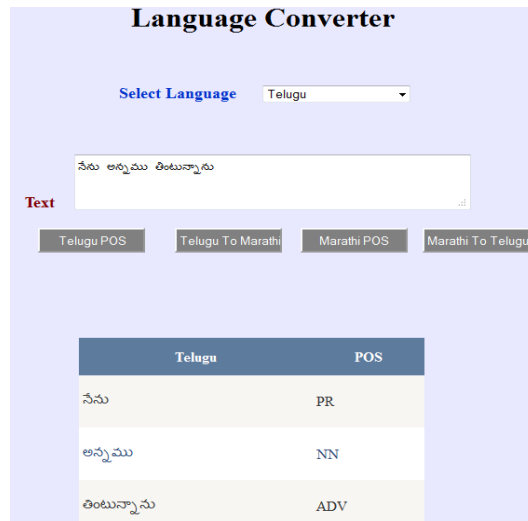 Language Converter
Select Language Telugu
నేను అన్నము తింటున్నాను
Text
Telugu POS Telugu To Marathi Marathi POS Marathi To Telugu
Telugu POS
నేను PR
అన్నము NN
తింటున్నాను ADV